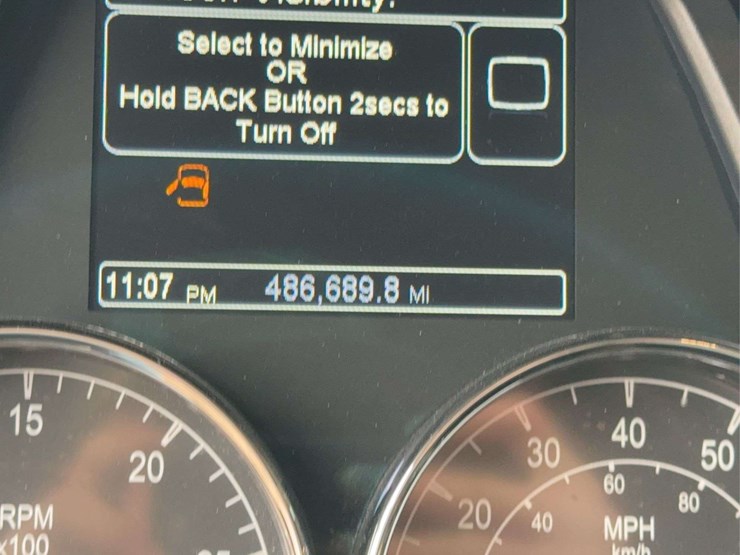 Select to Minimize
OR
Hold BACK Button 2secs to
Turn Off
11:07 PM 486,689.8 MI
15
20
RPM
x100
20
30
40
50
40
60
80
MPH
km/h